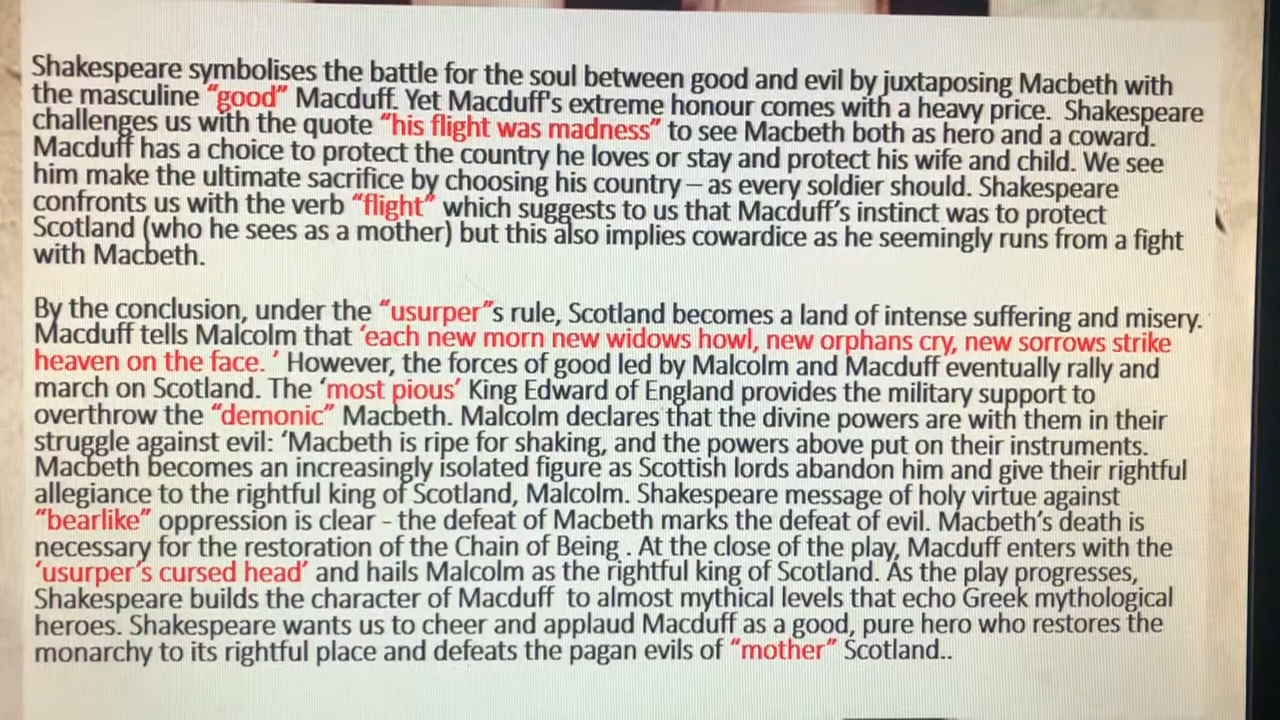 Shakespeare symbolises the battle for the soul between good and evil by juxtaposing Macbeth with
the masculine “good” Macduff. Yet Macduff's extreme honour comes with a heavy price. Shakespeare
challenges us with the quote “his flight was madness” to see Macbeth both as hero and a coward.
Macduff has a choice to protect the country he loves or stay and protect his wife and child. We see
him make the ultimate sacrifice by choosing his country – as every soldier should. Shakespeare
confronts us with the verb “flight” which suggests to us that Macduff’s instinct was to protect
Scotland (who he sees as a mother) but this also implies cowardice as he seemingly runs from a fight
with Macbeth.
By the conclusion, under the “usurper”s rule, Scotland becomes a land of intense suffering and misery.
Macduff tells Malcolm that ‘each new morn new widows howl, new orphans cry, new sorrows strike
heaven on the face. ’ However, the forces of good led by Malcolm and Macduff eventually rally and
march on Scotland. The ‘most pious’ King Edward of England provides the military support to
overthrow the “demonic” Macbeth. Malcolm declares that the divine powers are with them in their
struggle against evil: ‘Macbeth is ripe for shaking, and the powers above put on their instruments.
Macbeth becomes an increasingly isolated figure as Scottish lords abandon him and give their rightful
allegiance to the rightful king of Scotland, Malcolm. Shakespeare message of holy virtue against
“bearlike” oppression is clear - the defeat of Macbeth marks the defeat of evil. Macbeth’s death is
necessary for the restoration of the Chain of Being . At the close of the play, Macduff enters with the
‘usurper’s cursed head’ and hails Malcolm as the rightful king of Scotland. As the play progresses,
Shakespeare builds the character of Macduff to almost mythical levels that echo Greek mythological
heroes. Shakespeare wants us to cheer and applaud Macduff as a good, pure hero who restores the
monarchy to its rightful place and defeats the pagan evils of “mother” Scotland..